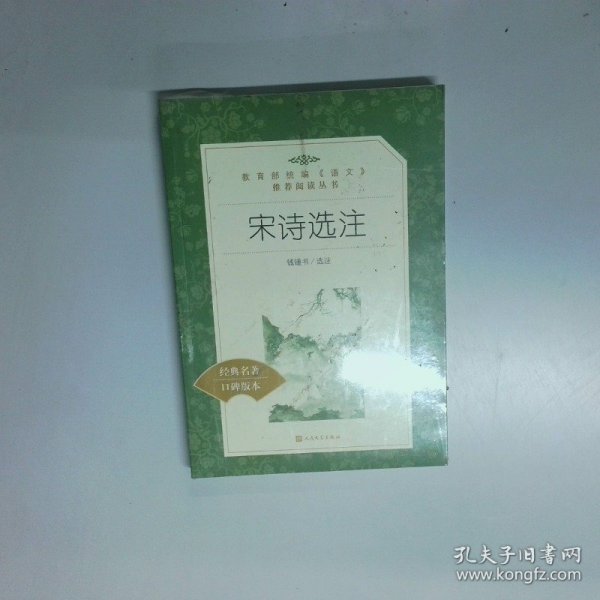 教育部统编《语文》
推荐阅读丛书
宋诗选注
钱锺书/选注
经典名著
口碑版本
人民文学出版社
孔夫子旧书网
www.kongfz.com